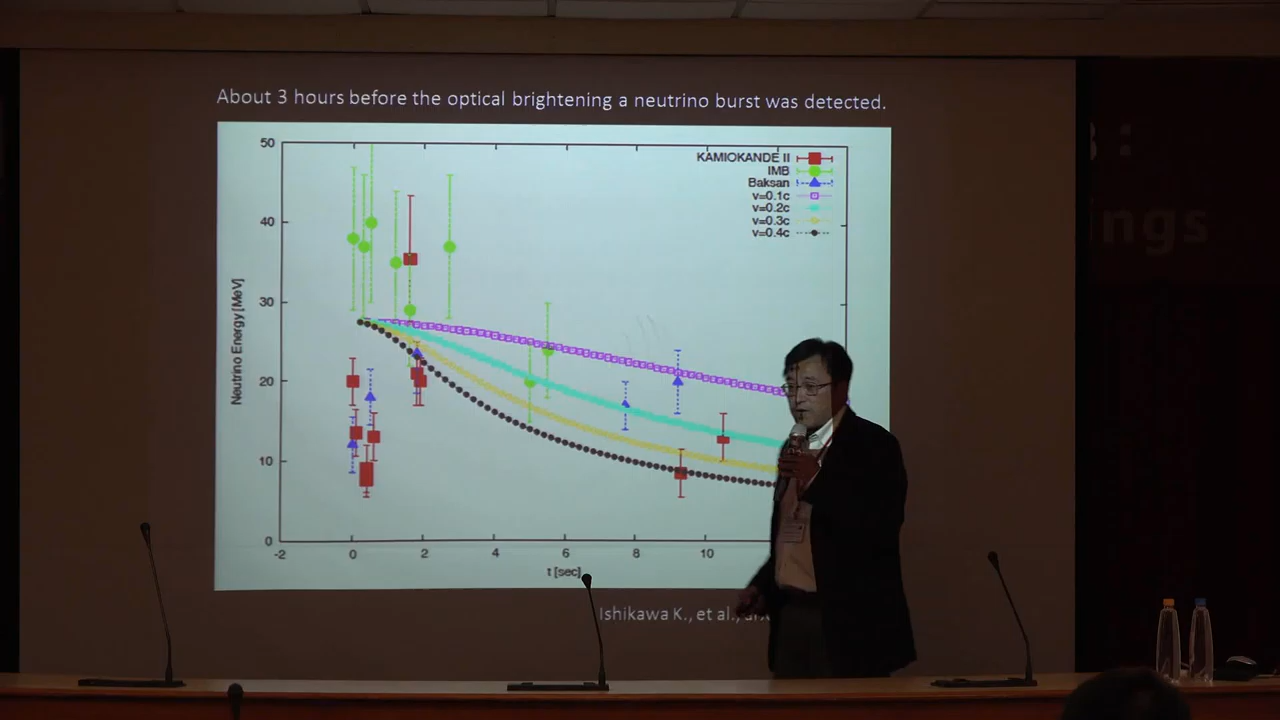 About 3 hours before the optical brightening a neutrino burst was detected.
50
40
30
20
10
0
Neutrino Energy [MeV]
KAMIOKANDE II
IMB
Baksan
v=0.1c
v=0.2c
v=0.3c
v=0.4c
-2 0 2 4 6 8 10
t [sec]
Ishikawa K., et al.,
ngs